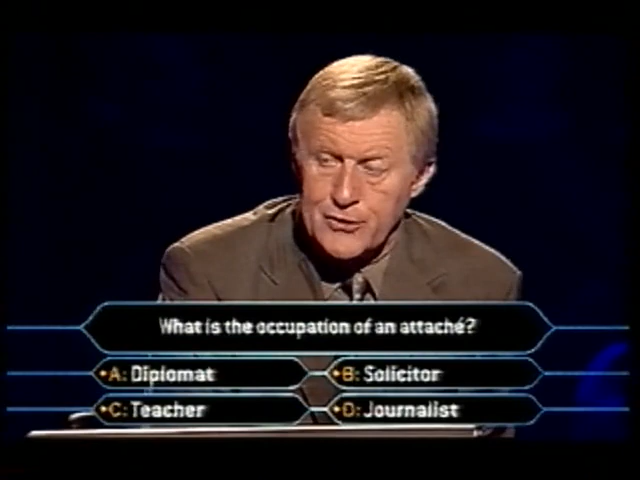 What is the occupation of an attaché?
A: Diplomat
B: Solicitor
C: Teacher
D: Journalist